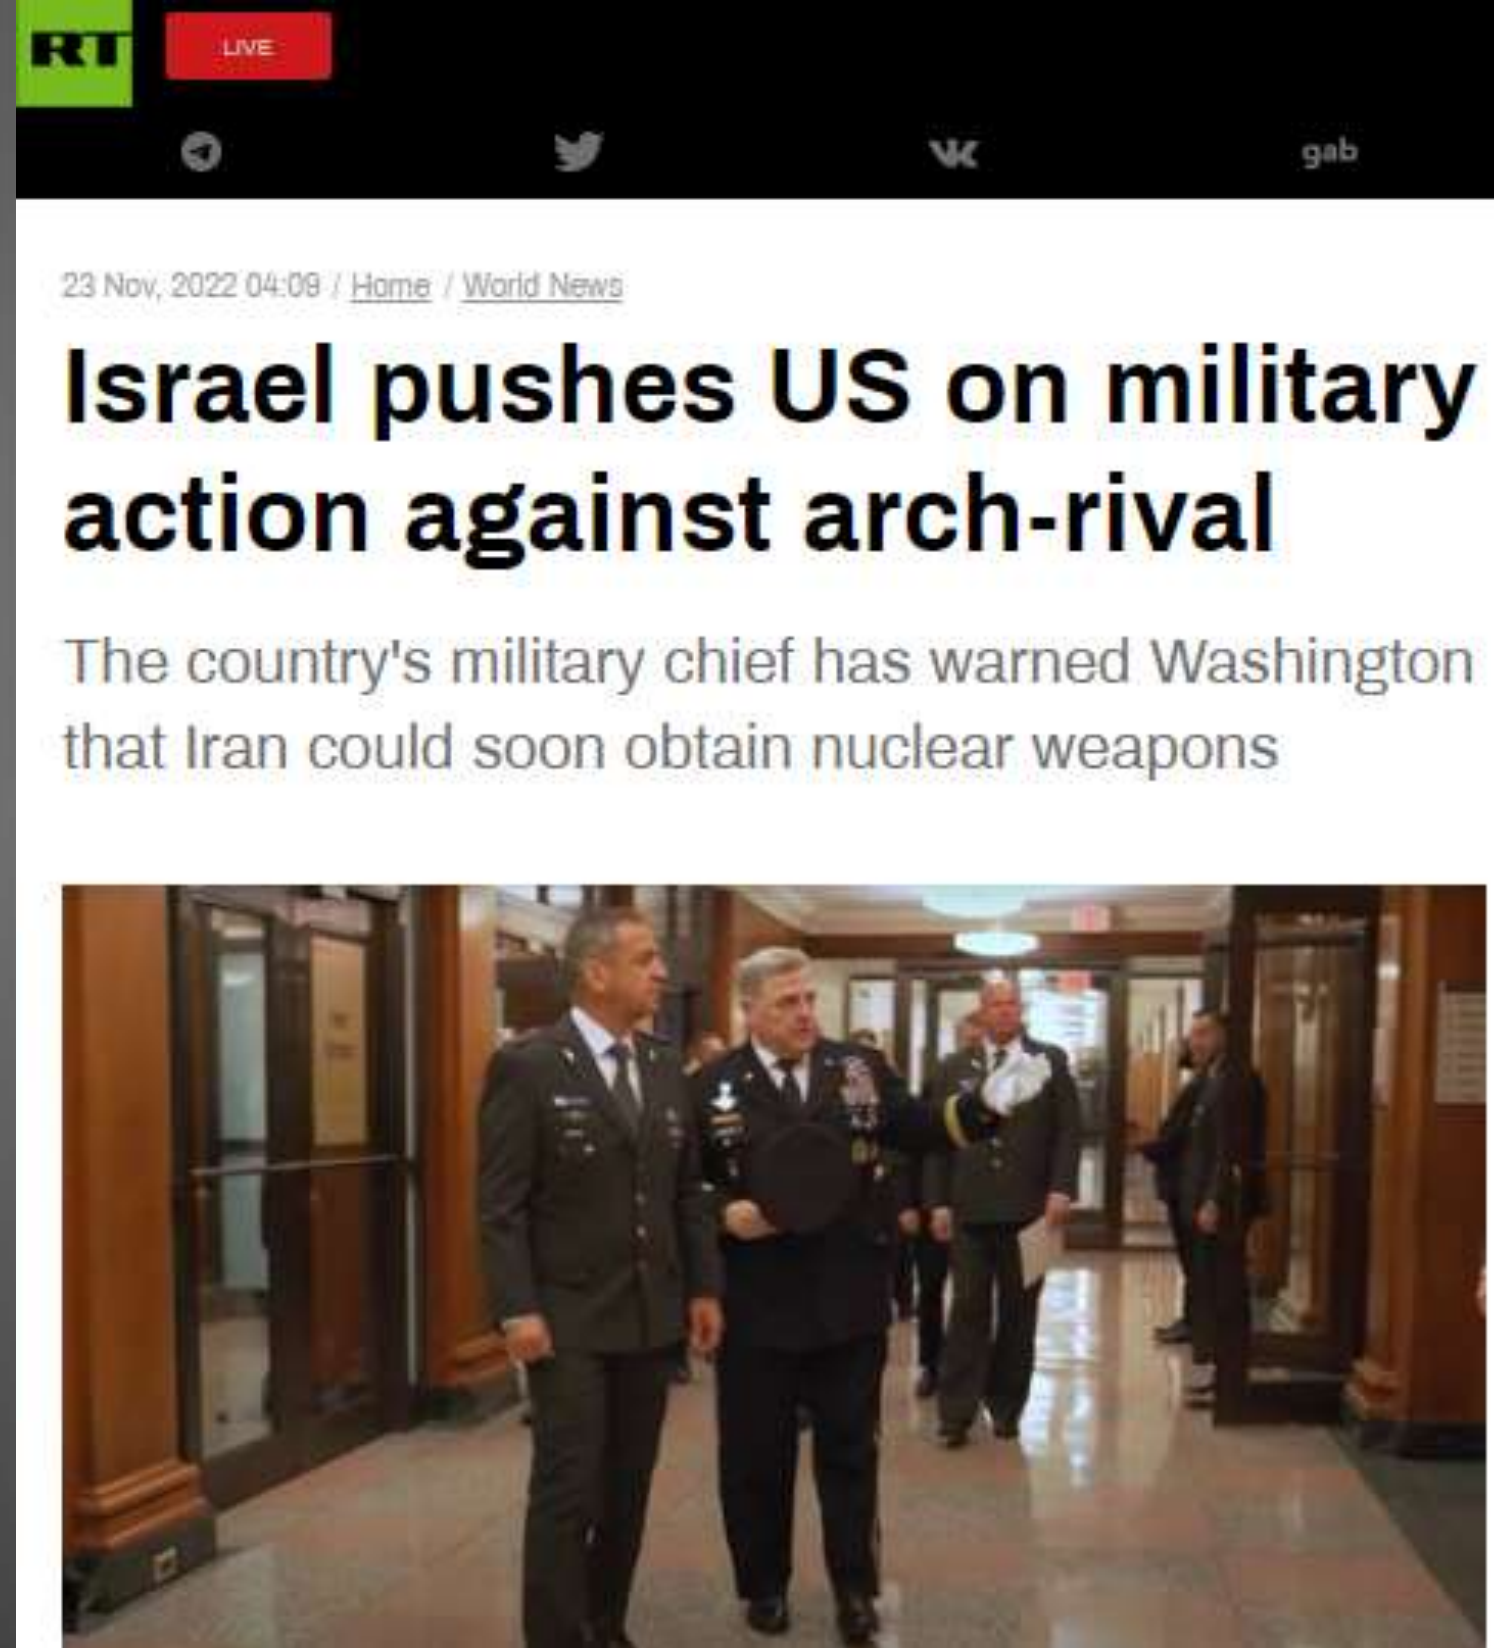 RT
LIVE
gab
23 Nov, 2022 04:09 / Home / World News
Israel pushes US on military
action against arch-rival
The country's military chief has warned Washington
that Iran could soon obtain nuclear weapons